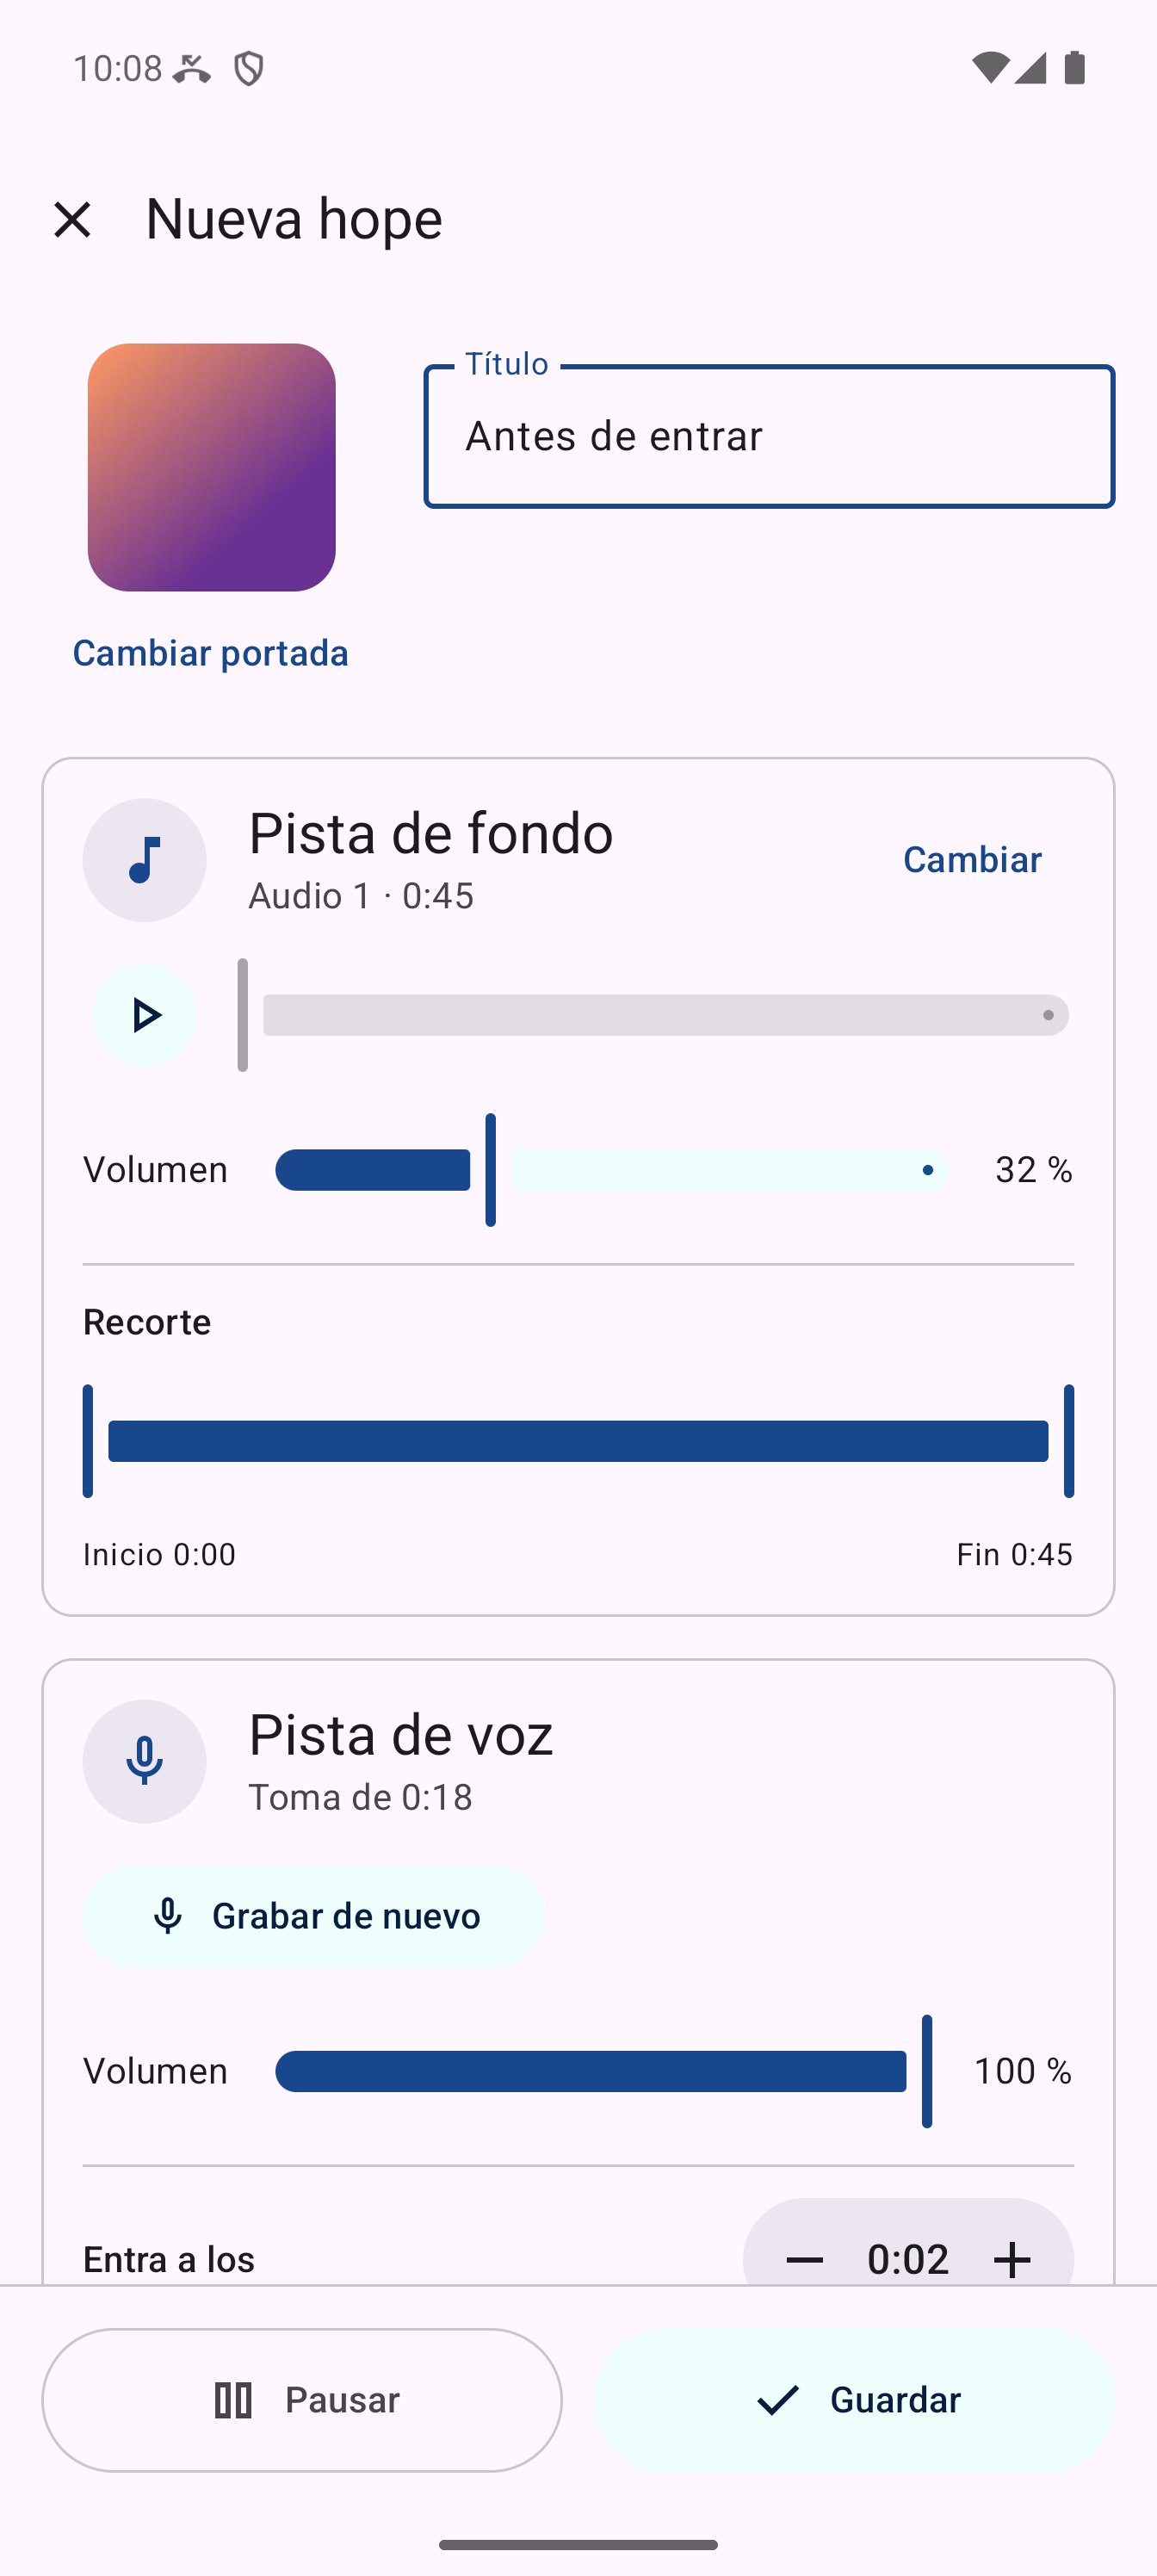 10:08
Nueva hope
Título
Antes de entrar
Cambiar portada
Pista de fondo
Audio 1 · 0:45
Cambiar
Volumen
32 %
Recorte
Inicio 0:00
Fin 0:45
Pista de voz
Toma de 0:18
Grabar de nuevo
Volumen
100 %
Entra a los
0:02
Pausar
Guardar